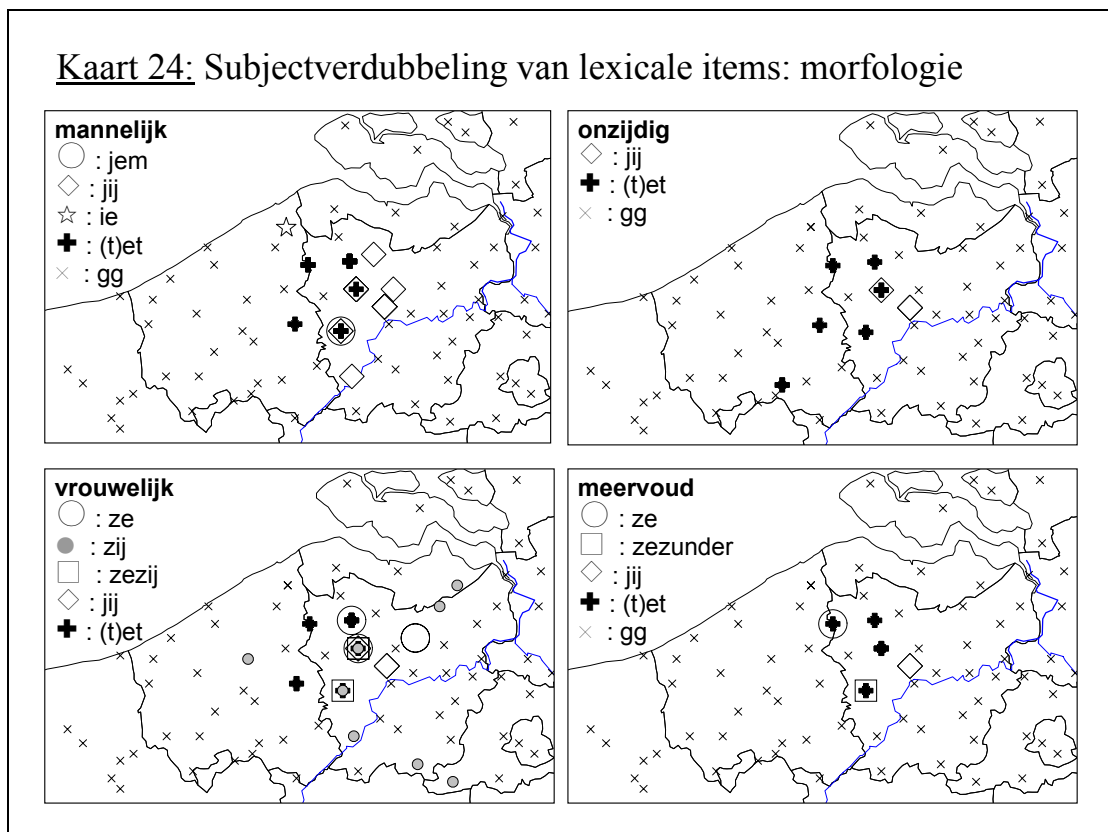 Kaart 24: Subjectverdubbeling van lexicale items: morfologie
mannelijk
: jem
: jij
: ie
: (t)et
: gg
onzijdig
: jij
: (t)et
: gg
vrouwelijk
: ze
: zij
: zezij
: jij
: (t)et
meervoud
: ze
: zezunder
: jij
: (t)et
: gg